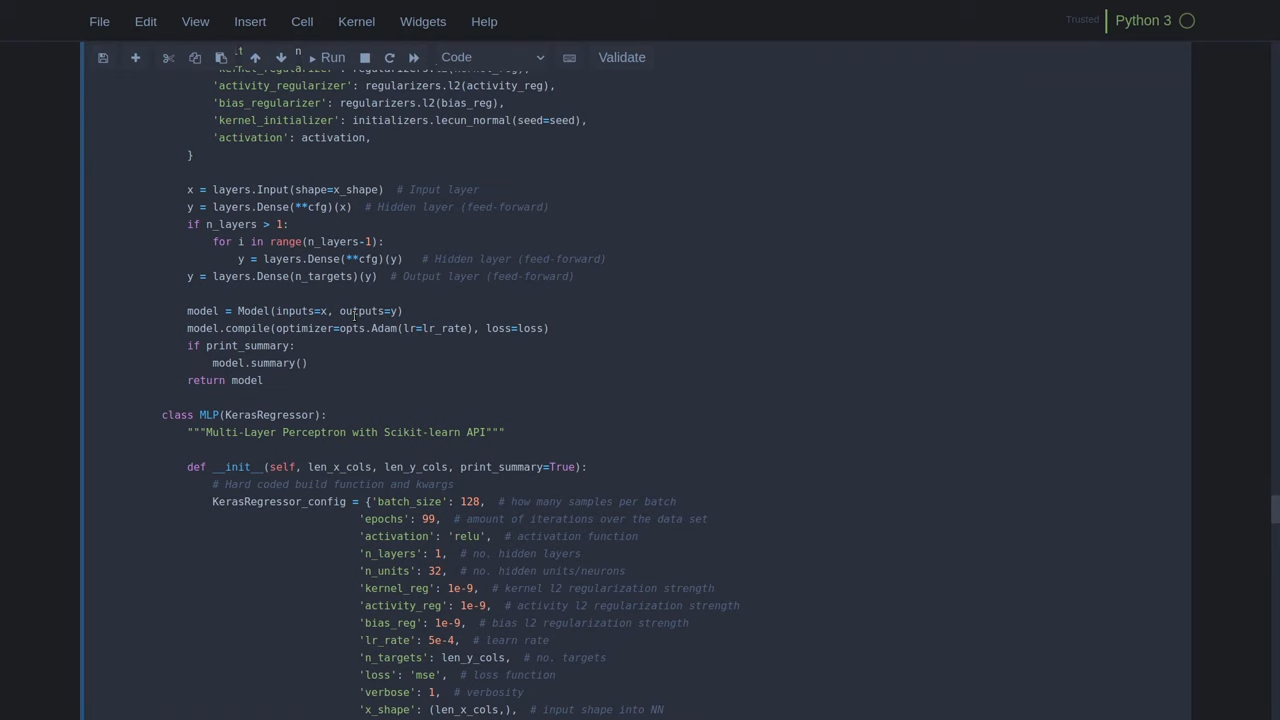 File Edit View Insert Cell Kernel Widgets Help Trusted Python 3
Run Code Validate
'kernel_regularizer': regularizers.l2(kernel_reg),
'activity_regularizer': regularizers.l2(activity_reg),
'bias_regularizer': regularizers.l2(bias_reg),
'kernel_initializer': initializers.lecun_normal(seed=seed),
'activation': activation,
}
x = layers.Input(shape=x_shape)  # Input layer
y = layers.Dense(**cfg)(x)  # Hidden layer (feed-forward)
if n_layers > 1:
for i in range(n_layers-1):
y = layers.Dense(**cfg)(y)   # Hidden layer (feed-forward)
y = layers.Dense(n_targets)(y)  # Output layer (feed-forward)
model = Model(inputs=x, outputs=y)
model.compile(optimizer=opts.Adam(lr=lr_rate), loss=loss)
if print_summary:
model.summary()
return model
class MLP(KerasRegressor):
"""Multi-Layer Perceptron with Scikit-learn API"""
def __init__(self, len_x_cols, len_y_cols, print_summary=True):
# Hard coded build function and kwargs
KerasRegressor_config = {'batch_size': 128,  # how many samples per batch
'epochs': 99,  # amount of iterations over the data set
'activation': 'relu',  # activation function
'n_layers': 1,  # no. hidden layers
'n_units': 32,  # no. hidden units/neurons
'kernel_reg': 1e-9,  # kernel l2 regularization strength
'activity_reg': 1e-9,  # activity l2 regularization strength
'bias_reg': 1e-9,  # bias l2 regularization strength
'lr_rate': 5e-4,  # learn rate
'n_targets': len_y_cols,  # no. targets
'loss': 'mse',  # loss function
'verbose': 1,  # verbosity
'x_shape': (len_x_cols,),  # input shape into NN